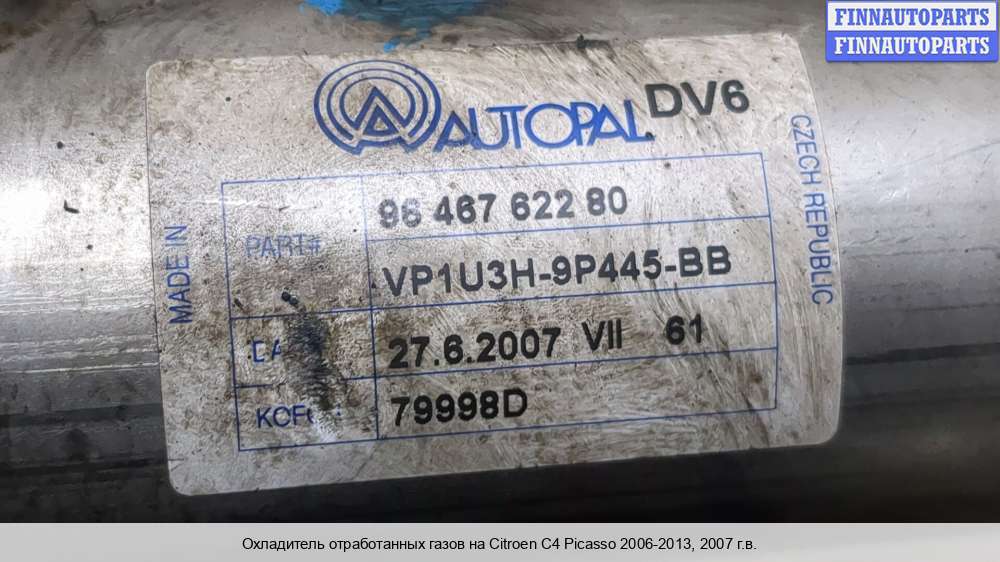 FINNAUTOPARTS
FINNAUTOPARTS
AUTOPAL DV6
MADE IN
CZECH REPUBLIC
PART#
96 467 622 80
VP1U3H-9P445-BB
27.6.2007 VII 61
79998D
Охладитель отработанных газов на Citroen C4 Picasso 2006-2013, 2007 г.в.